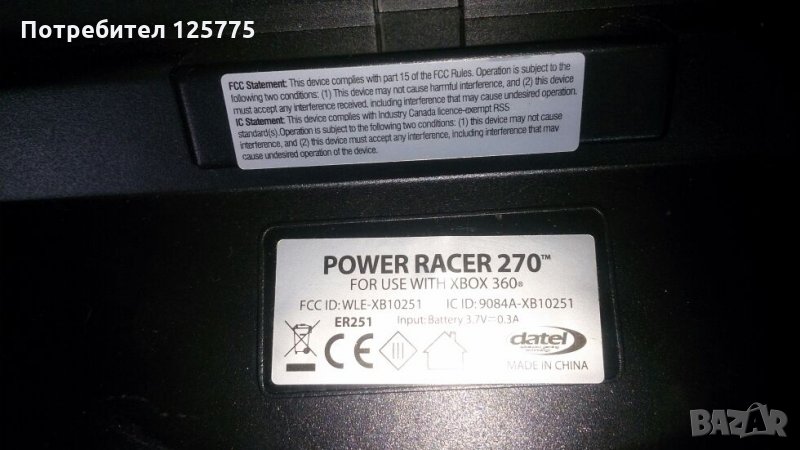 Потребител 125775
FCC Statement: This device complies with part 15 of the FCC Rules. Operation is subject to the
following two conditions: (1) This device may not cause harmful interference, and (2) this device
must accept any interference received, including interference that may cause undesired operation.
IC Statement: This device complies with Industry Canada licence-exempt RSS
standard(s).Operation is subject to the following two conditions: (1) this device may not cause
interference, and (2) this device must accept any interference, including interference that may
cause undesired operation of the device.
POWER RACER 270™
FOR USE WITH XBOX 360®
FCC ID: WLE-XB10251 IC ID: 9084A-XB10251
ER251 Input: Battery 3.7V⎓0.3A
CE
datel
MADE IN CHINA
BAZAR